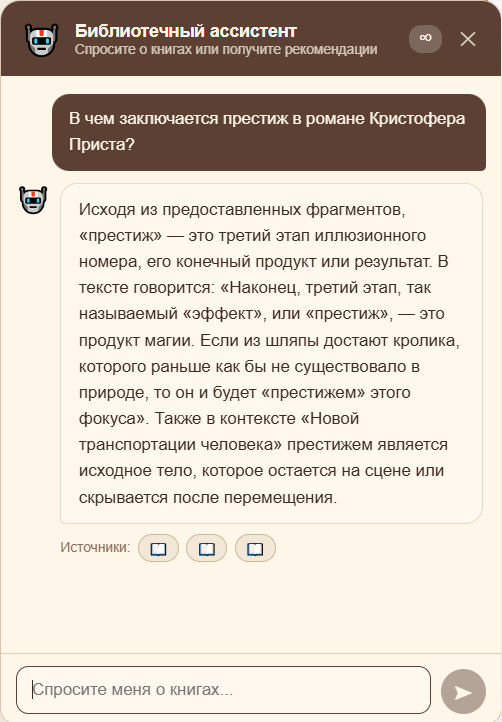 Библиотечный ассистент
Спросите о книгах или получите рекомендации
∞
В чем заключается престиж в романе Кристофера
Приста?
Исходя из предоставленных фрагментов,
«престиж» — это третий этап иллюзионного
номера, его конечный продукт или результат. В
тексте говорится: «Наконец, третий этап, так
называемый «эффект», или «престиж», — это
продукт магии. Если из шляпы достают кролика,
которого раньше как бы не существовало в
природе, то он и будет «престижем» этого
фокуса». Также в контексте «Новой
транспортации человека» престижем является
исходное тело, которое остается на сцене или
скрывается после перемещения.
Источники:
Спросите меня о книгах...